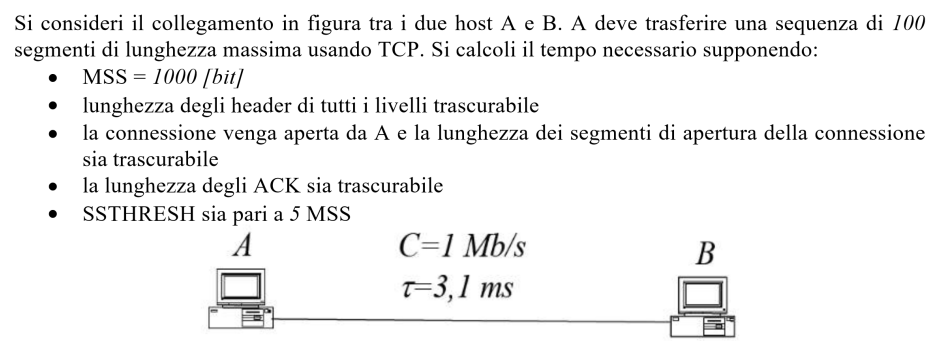 Si consideri il collegamento in figura tra i due host A e B. A deve trasferire una sequenza di 100
segmenti di lunghezza massima usando TCP. Si calcoli il tempo necessario supponendo:
• MSS = 1000 [bit]
• lunghezza degli header di tutti i livelli trascurabile
• la connessione venga aperta da A e la lunghezza dei segmenti di apertura della connessione
sia trascurabile
• la lunghezza degli ACK sia trascurabile
• SSTHRESH sia pari a 5 MSS
A
C=1 Mb/s
B
τ=3,1 ms